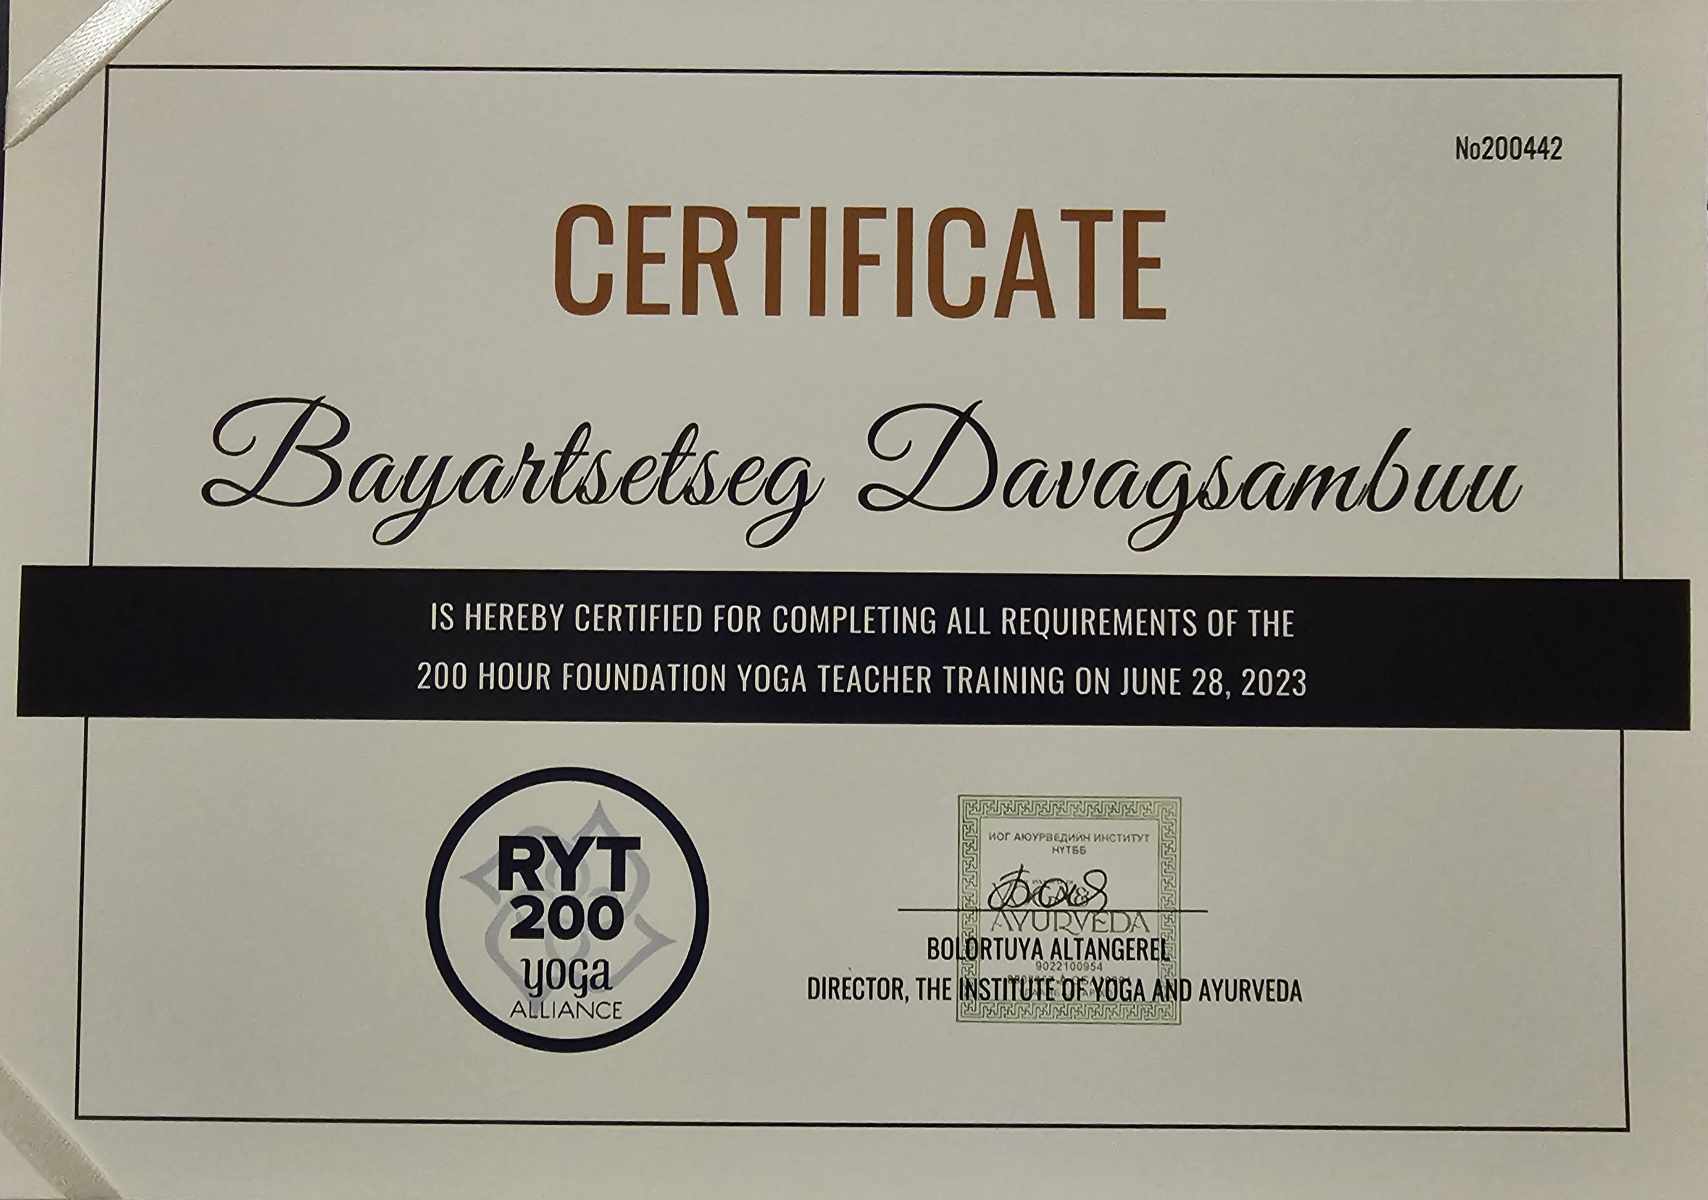 No200442
CERTIFICATE
Bayartsetseg Davagsambuu
IS HEREBY CERTIFIED FOR COMPLETING ALL REQUIREMENTS OF THE
200 HOUR FOUNDATION YOGA TEACHER TRAINING ON JUNE 28, 2023
RYT
200
yoga
ALLIANCE
ИОГ АЮУРВЕДИЙН ИНСТИТУТ
НҮТББ
AYURVEDA
BOLORTUYA ALTANGEREL
9022100954
DIRECTOR, THE INSTITUTE OF YOGA AND AYURVEDA